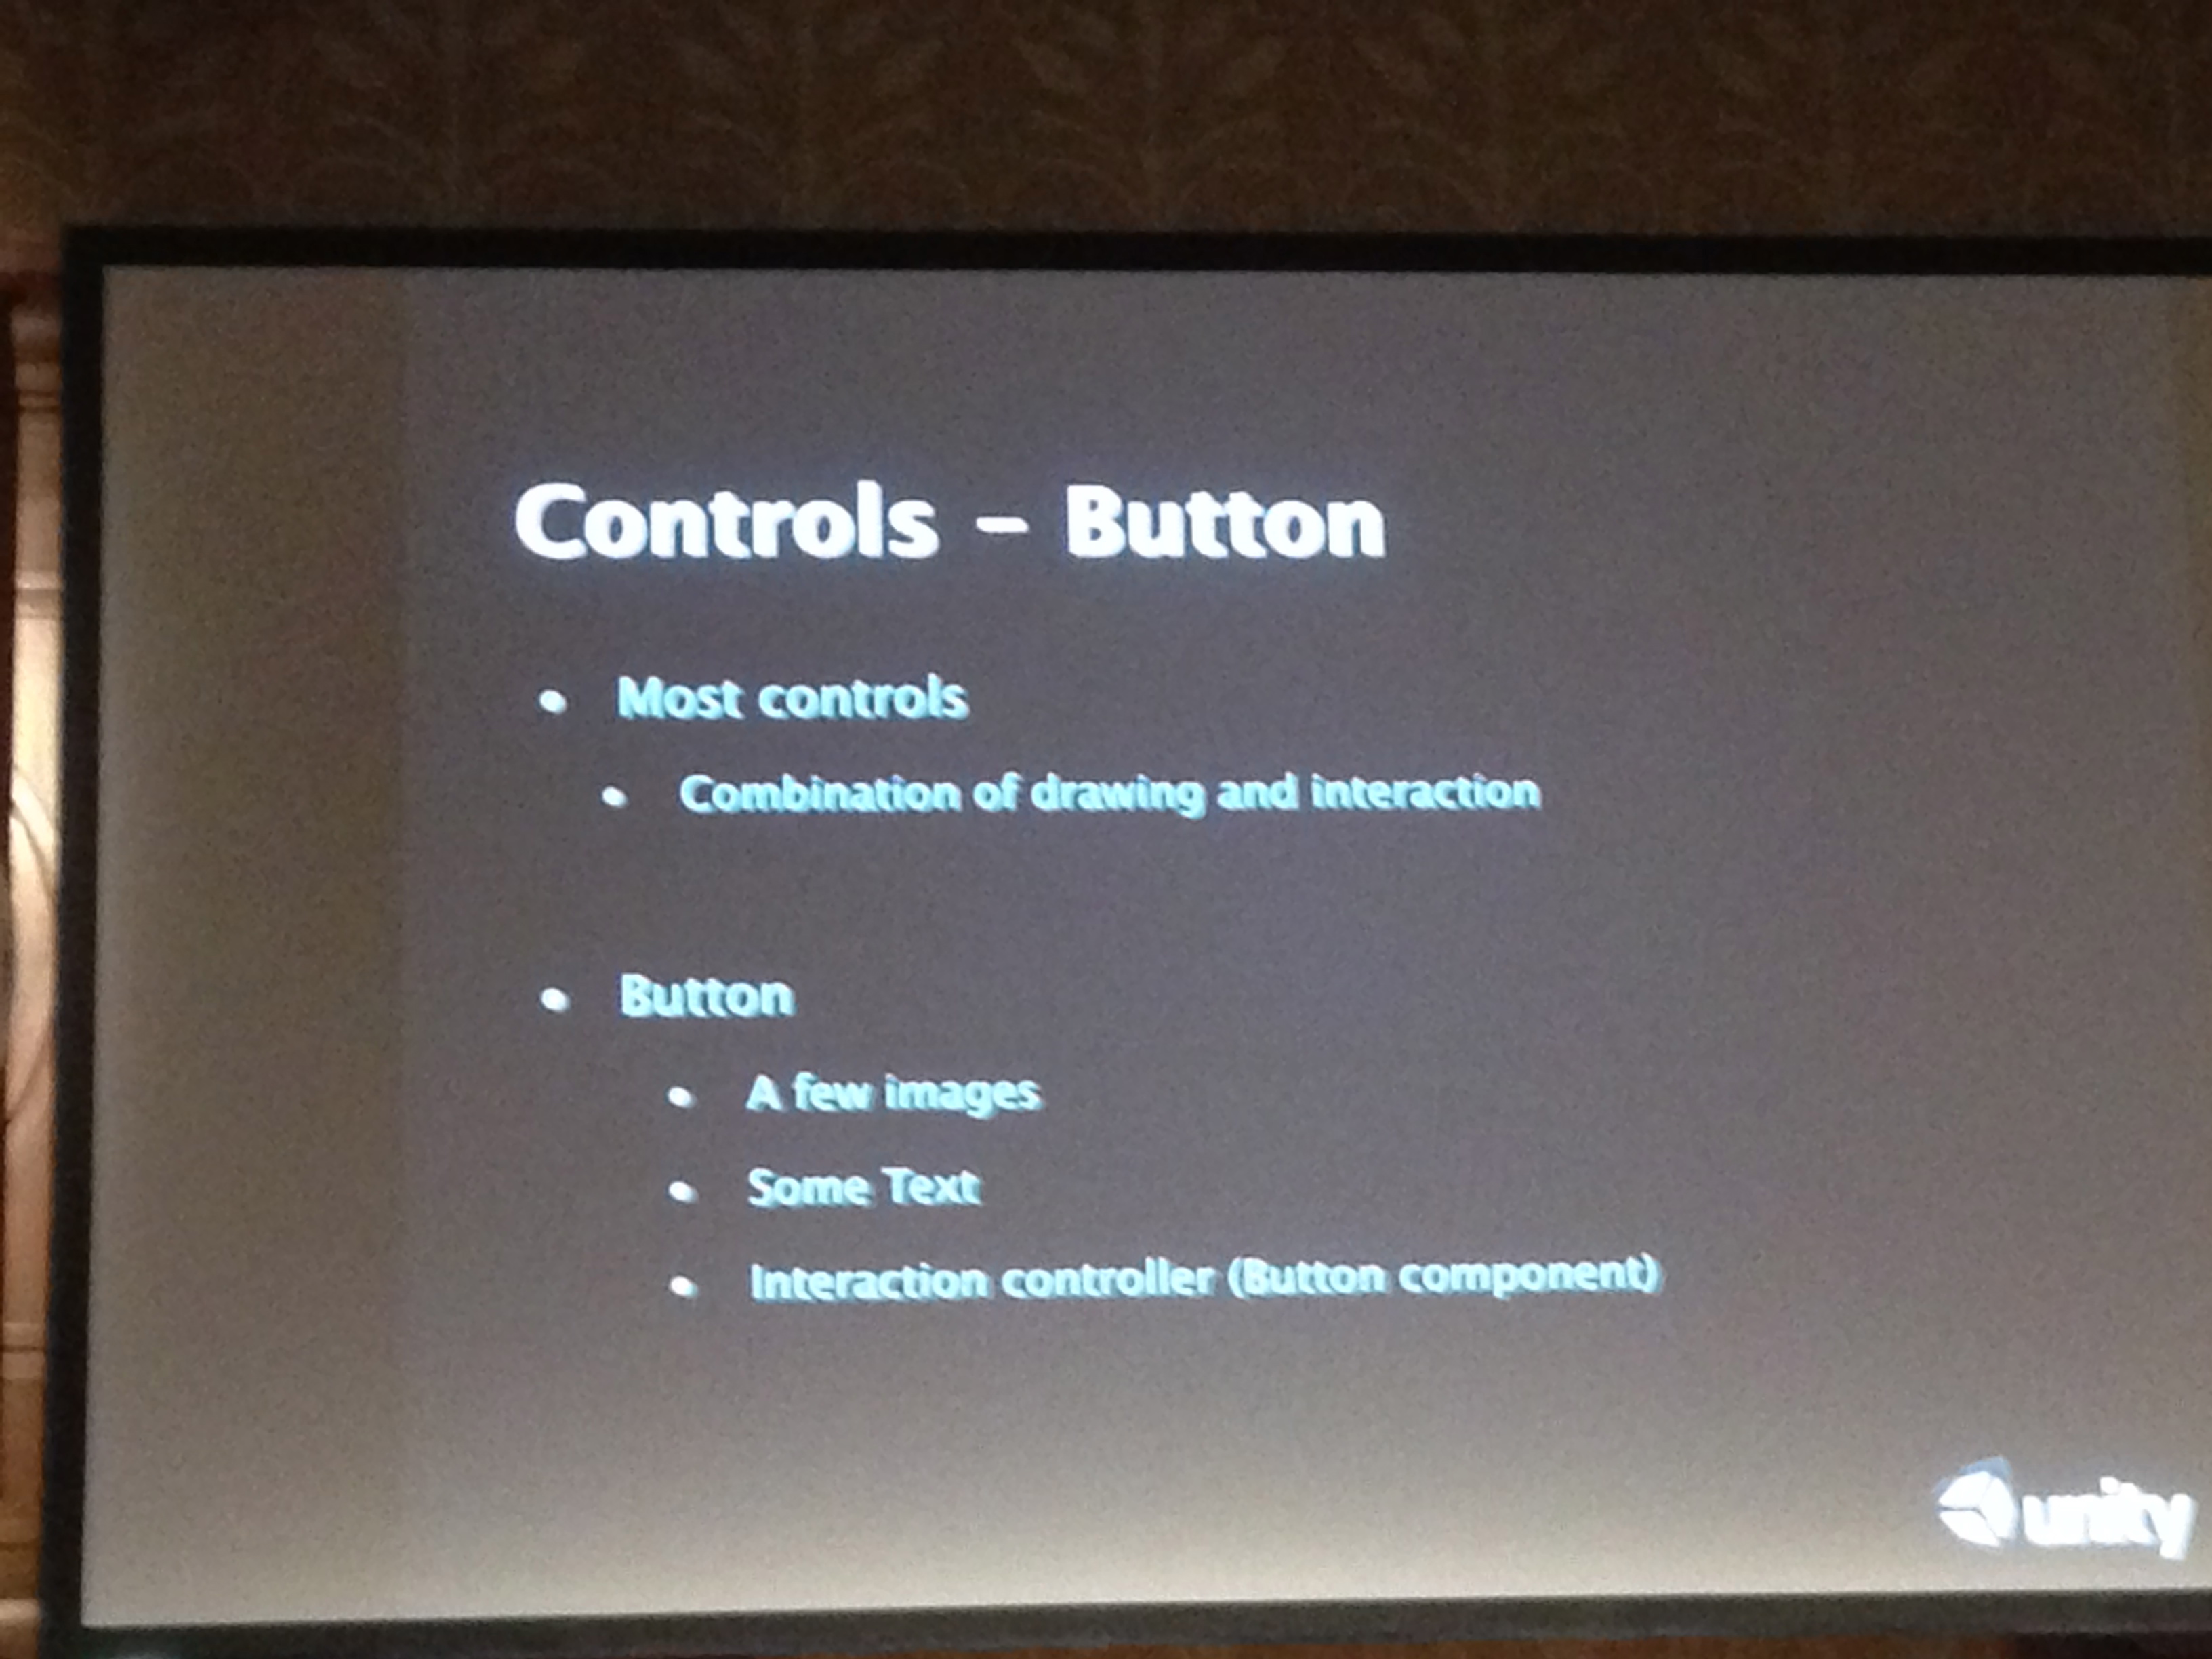 Controls – Button
• Most controls
• Combination of drawing and interaction
• Button
• A few images
• Some Text
• Interaction controller (Button component)
unity